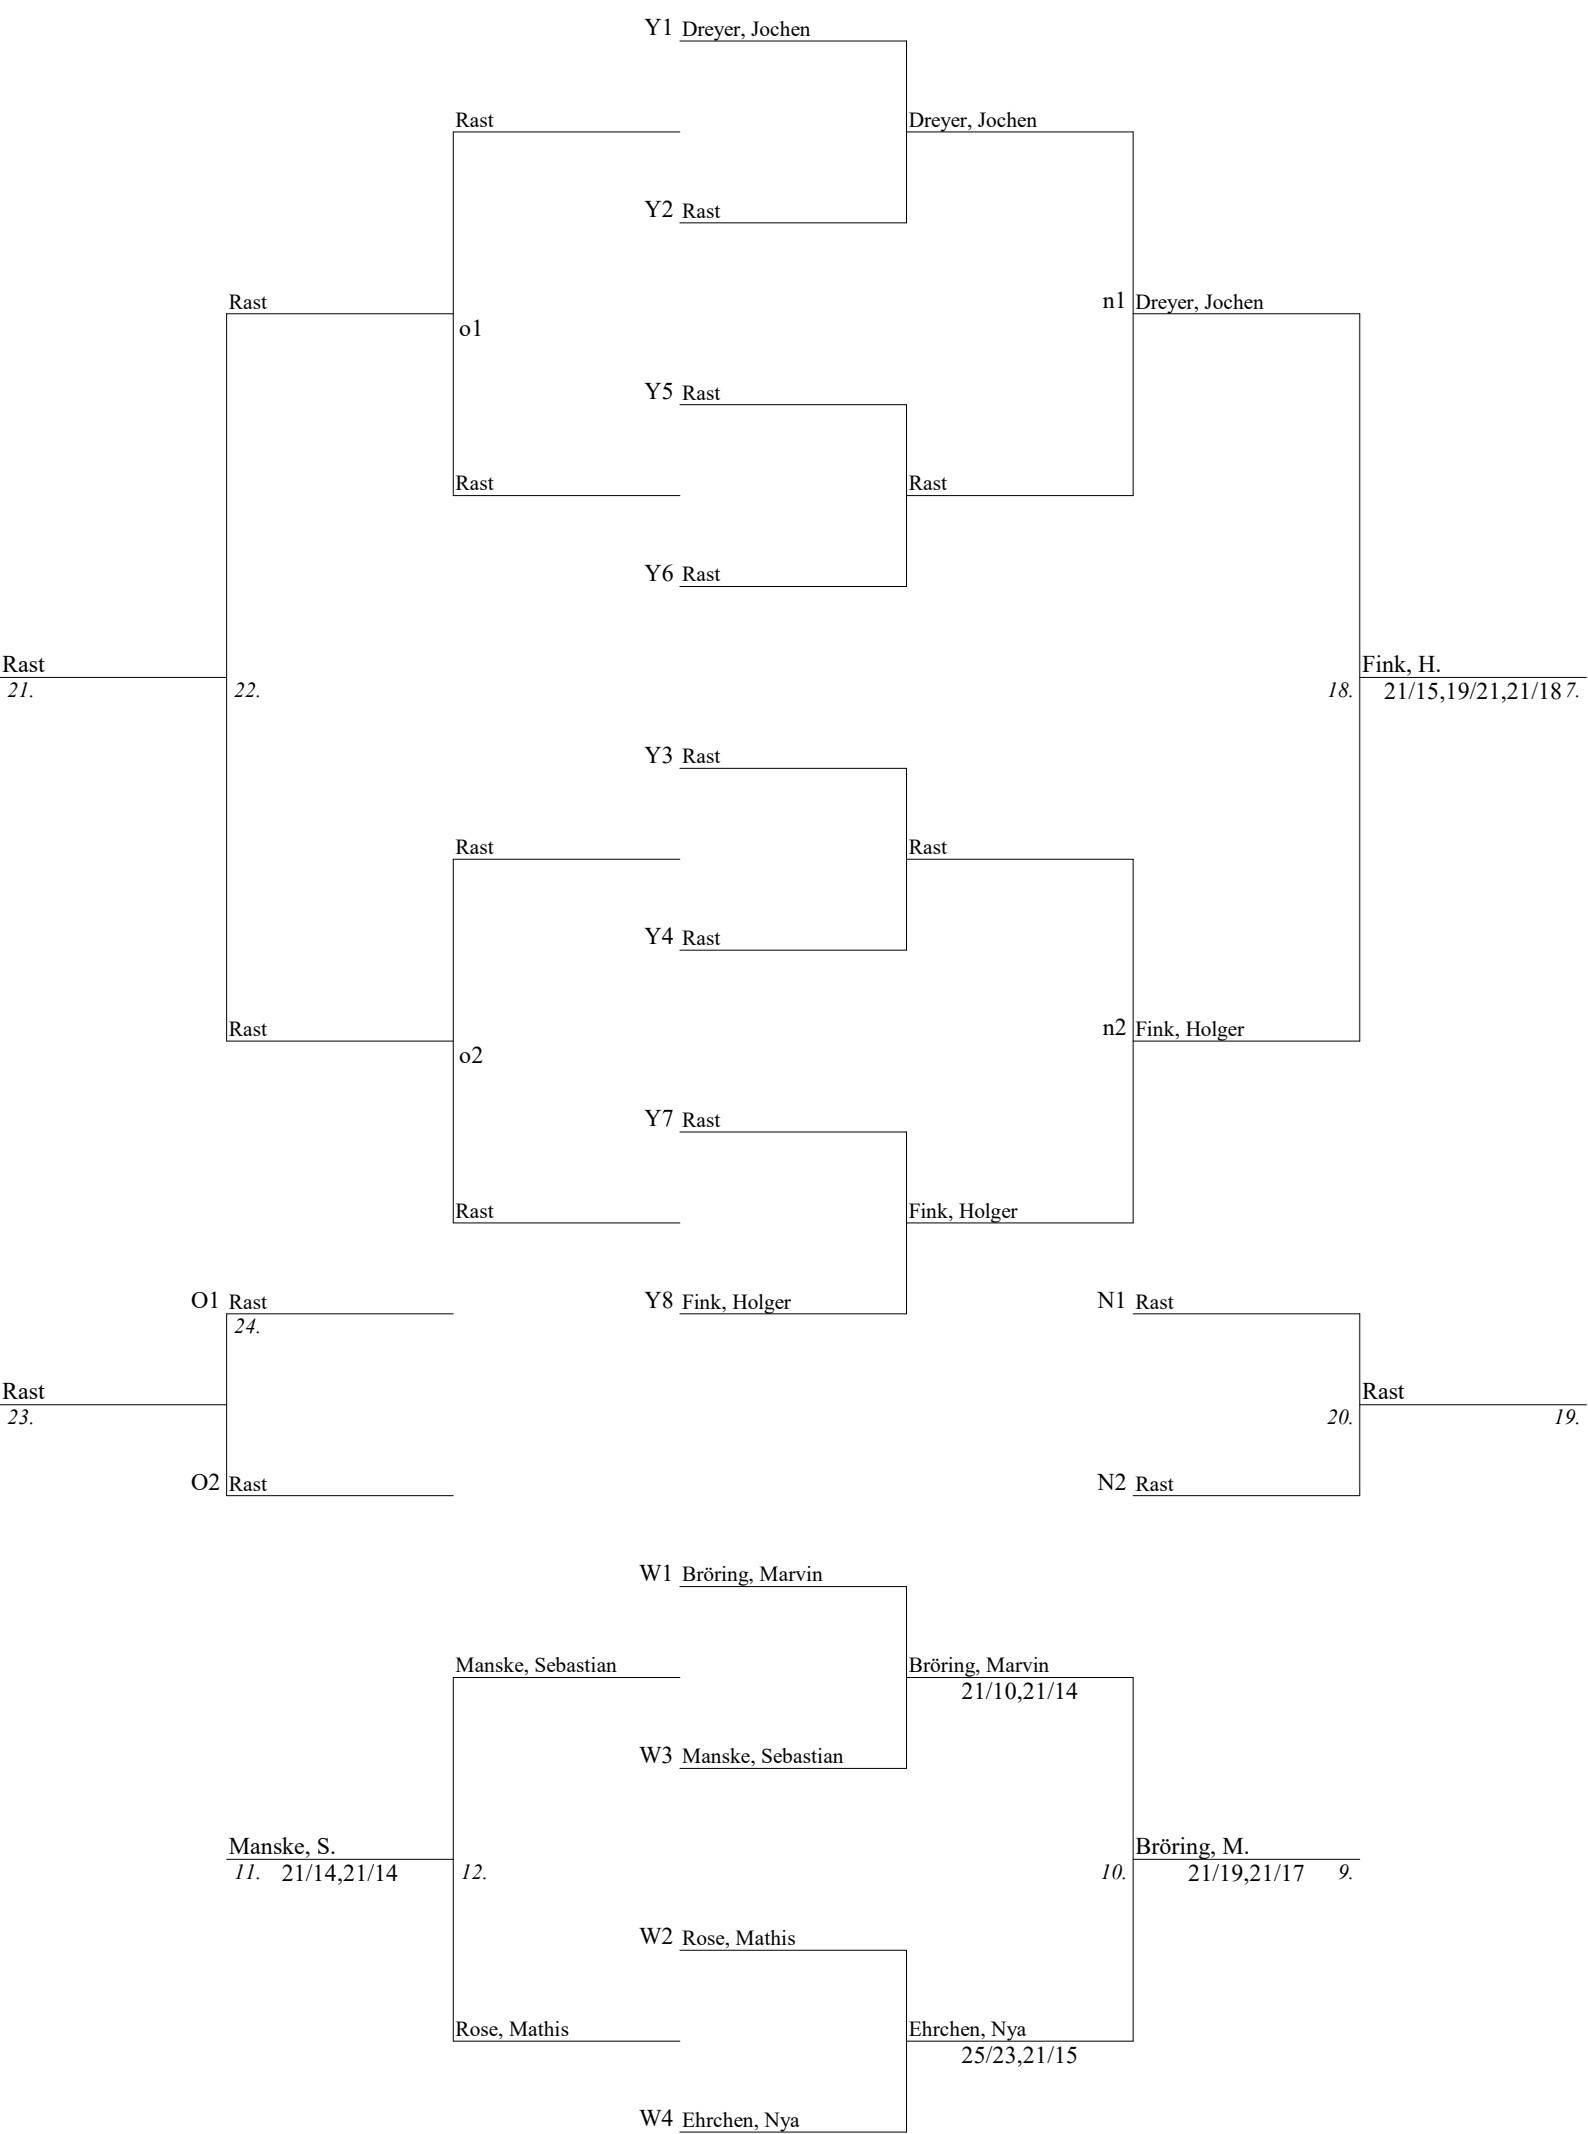 Y1 Dreyer, Jochen
Rast
Dreyer, Jochen
Y2 Rast
Rast
n1 Dreyer, Jochen
o1
Y5 Rast
Rast
Rast
Y6 Rast
Rast
Fink, H.
21.
22.
18.
21/15,19/21,21/18 7.
Y3 Rast
Rast
Rast
Y4 Rast
Rast
n2 Fink, Holger
o2
Y7 Rast
Rast
Fink, Holger
O1 Rast
Y8 Fink, Holger
N1 Rast
24.
Rast
Rast
23.
20.
19.
O2 Rast
N2 Rast
W1 Bröring, Marvin
Manske, Sebastian
Bröring, Marvin
21/10,21/14
W3 Manske, Sebastian
Manske, S.
Bröring, M.
11. 21/14,21/14
12.
10.
21/19,21/17 9.
W2 Rose, Mathis
Rose, Mathis
Ehrchen, Nya
25/23,21/15
W4 Ehrchen, Nya